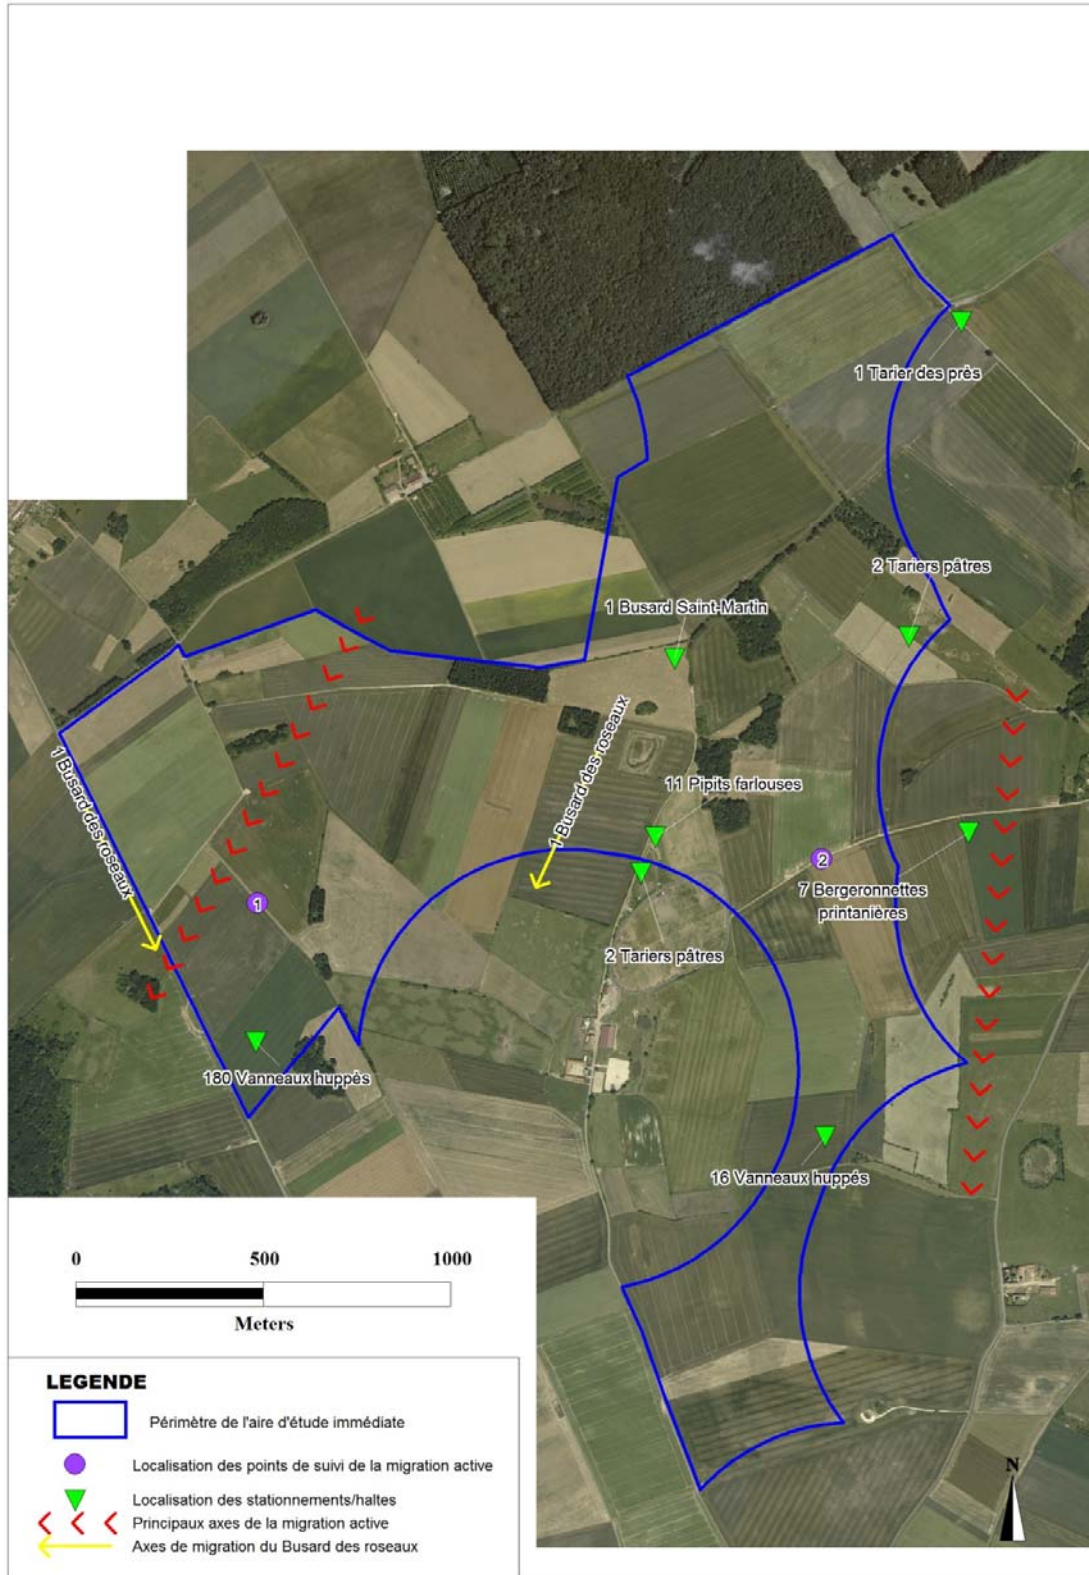 1 Tarier des près
2 Tariers pâtres
1 Busard Saint-Martin
1 Busard des roseaux
1 Busard des roseaux
11 Pipits farlouses
2
7 Bergeronnettes
printanières
1
2 Tariers pâtres
180 Vanneaux huppés
16 Vanneaux huppés
0 500 1000
Meters
LEGENDE
Périmètre de l'aire d'étude immédiate
Localisation des points de suivi de la migration active
Localisation des stationnements/haltes
Principaux axes de la migration active
Axes de migration du Busard des roseaux
N